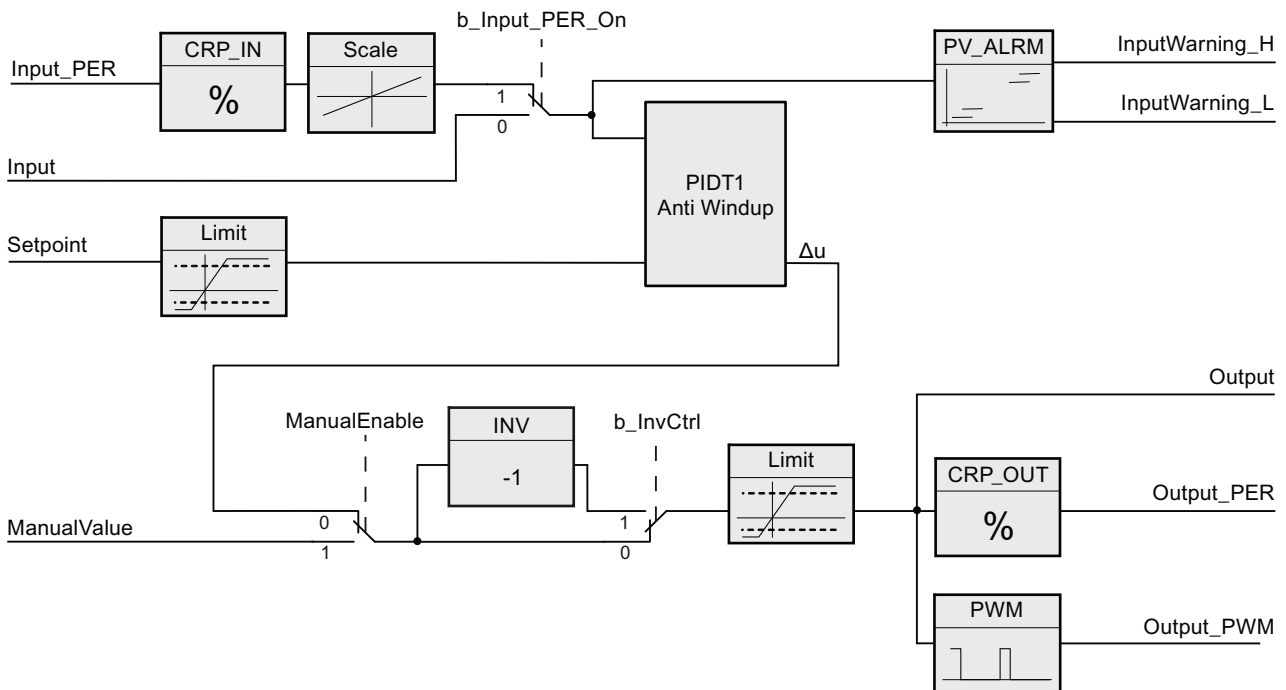 b_Input_PER_On
CRP_IN
Scale
PV_ALRM
InputWarning_H
Input_PER
%
1
0
InputWarning_L
Input
PIDT1
Anti Windup
Setpoint
Limit
Δu
Output
ManualEnable
INV
b_InvCtrl
-1
Limit
CRP_OUT
Output_PER
%
ManualValue
0
1
1
0
PWM
Output_PWM